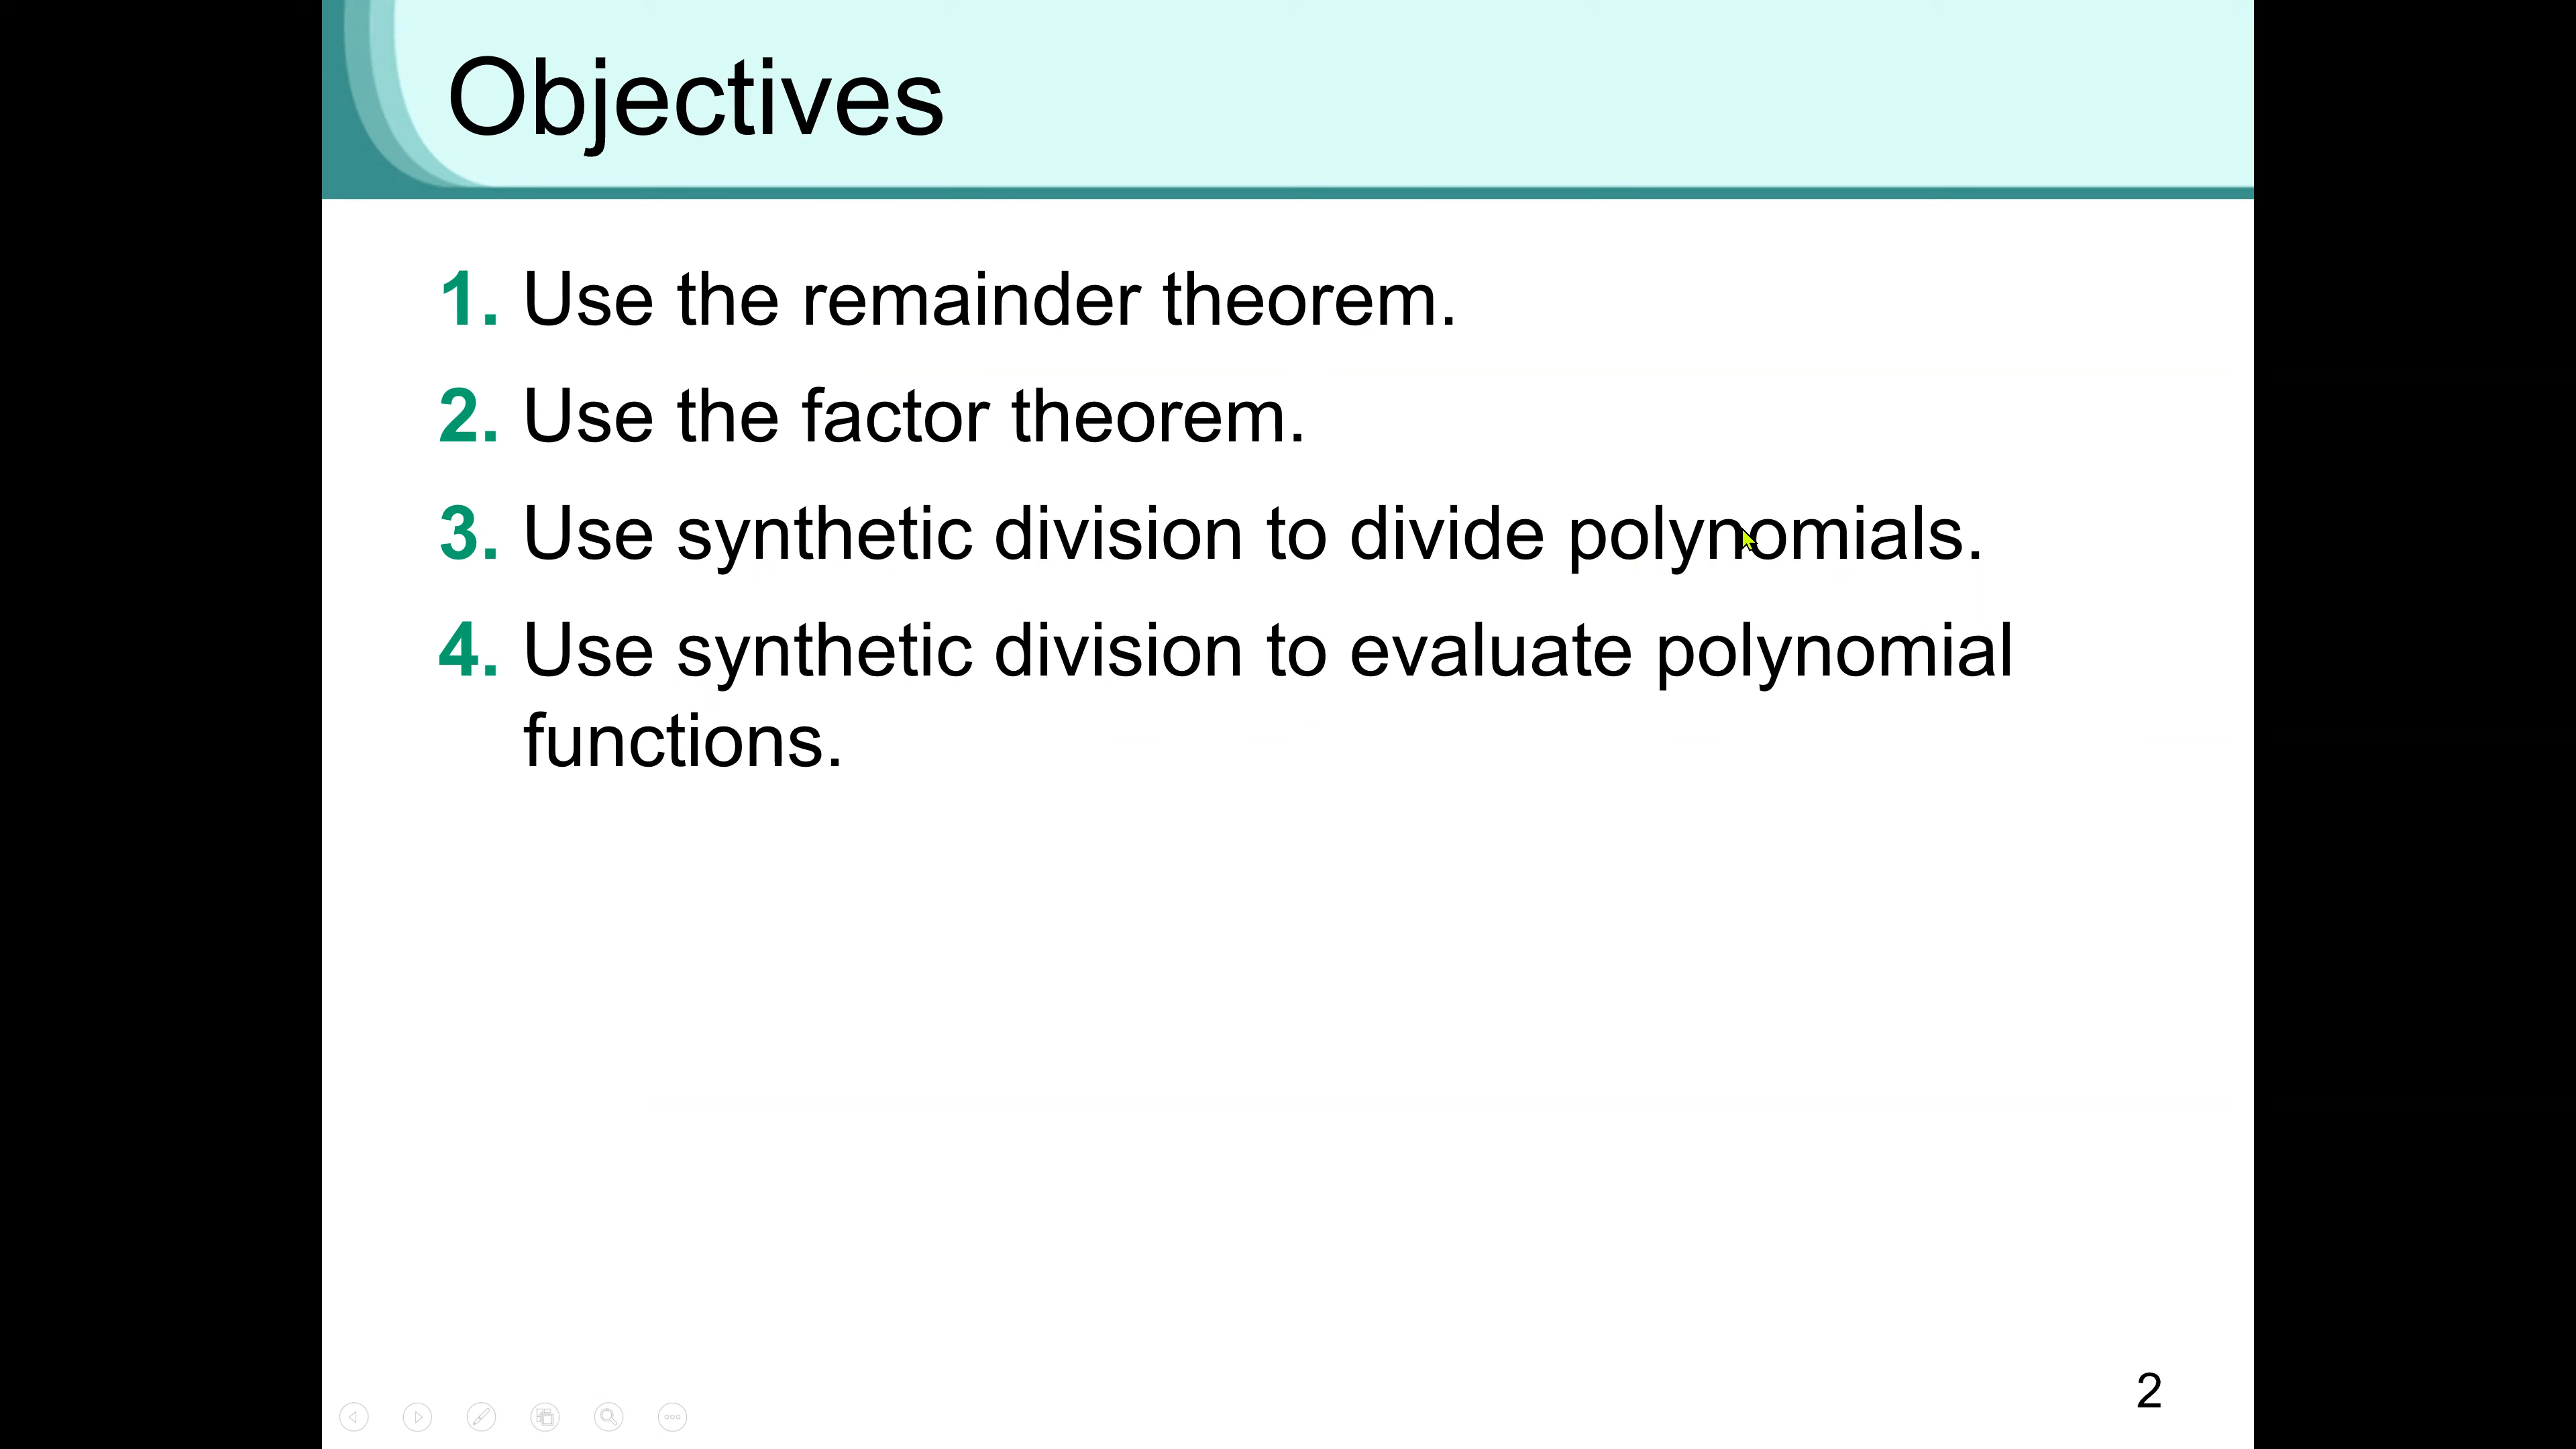 Objectives
1. Use the remainder theorem.
2. Use the factor theorem.
3. Use synthetic division to divide polynomials.
4. Use synthetic division to evaluate polynomial
functions.
2